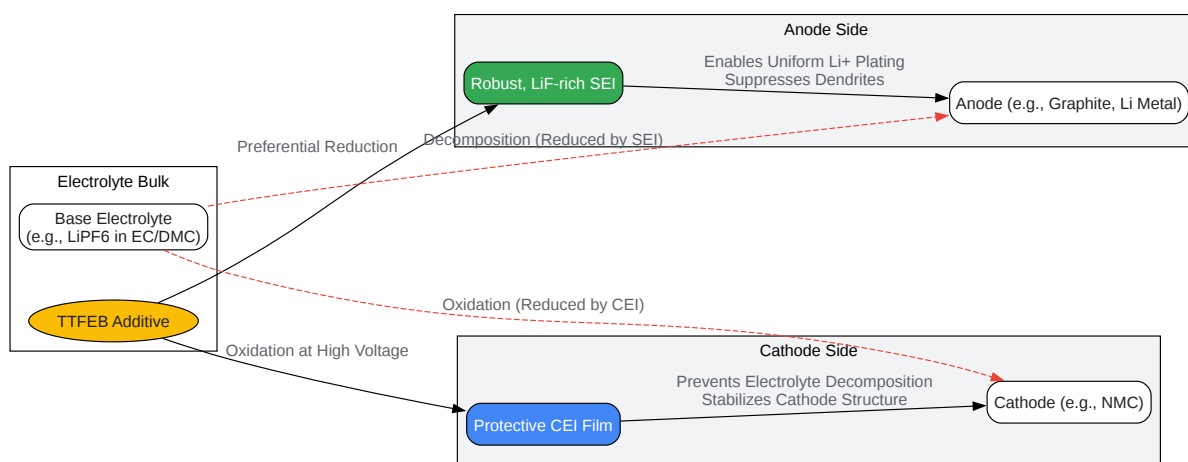 Anode Side
Robust, LiF-rich SEI
Enables Uniform Li+ Plating
Suppresses Dendrites
Anode (e.g., Graphite, Li Metal)
Preferential Reduction
Decomposition (Reduced by SEI)
Electrolyte Bulk
Base Electrolyte
(e.g., LiPF6 in EC/DMC)
TTFEB Additive
Oxidation (Reduced by CEI)
Oxidation at High Voltage
Cathode Side
Prevents Electrolyte Decomposition
Stabilizes Cathode Structure
Protective CEI Film
Cathode (e.g., NMC)